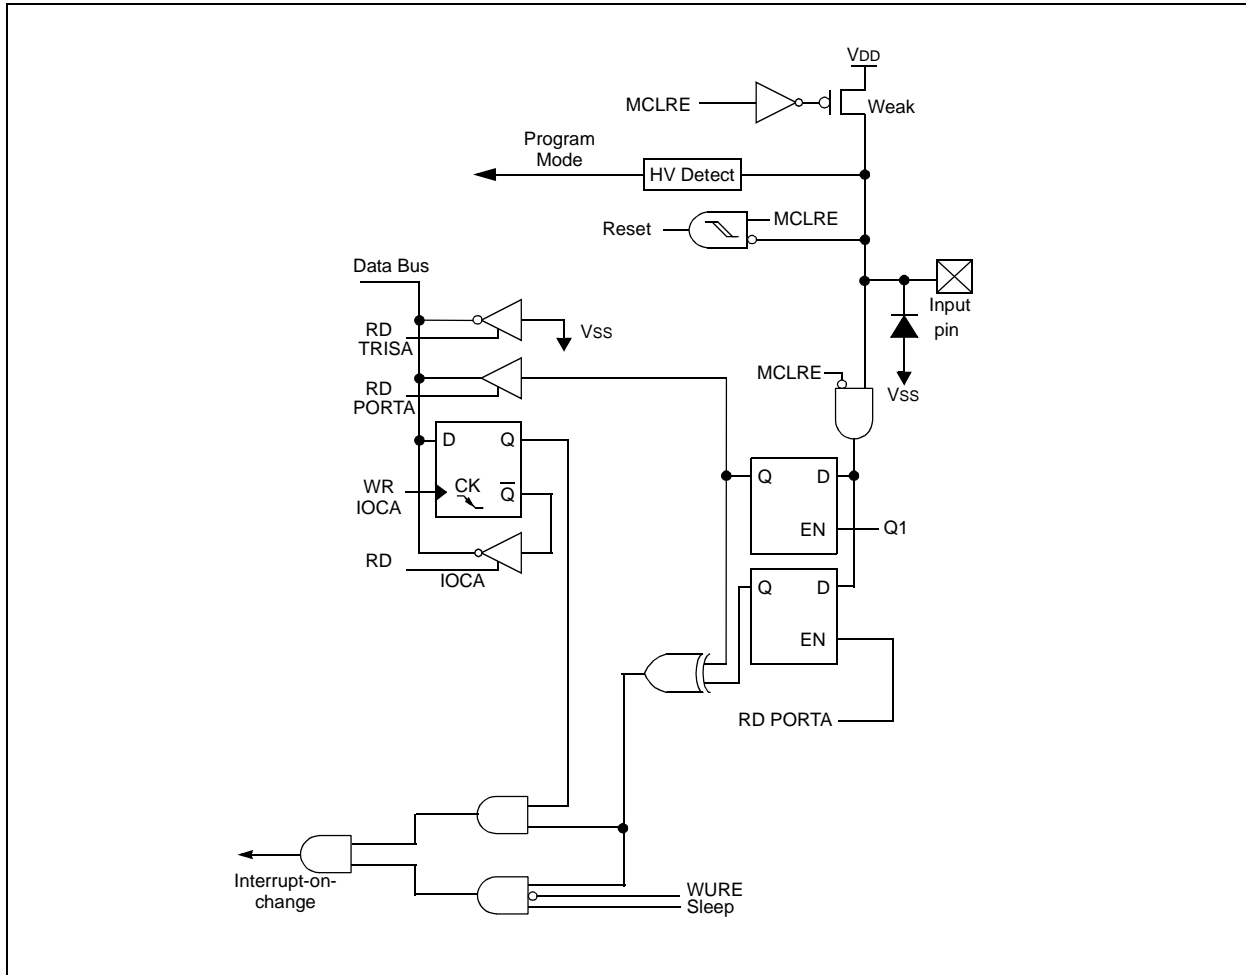 VDD
MCLRE
Weak
Program
Mode
HV Detect
MCLRE
Reset
Data Bus
Input
pin
RD
TRISA
VSS
MCLRE
VSS
RD
PORTA
D Q
WR
IOCA
CK
Q
Q D
EN
Q1
RD
IOCA
Q D
EN
RD PORTA
Interrupt-on-
change
WURE
Sleep